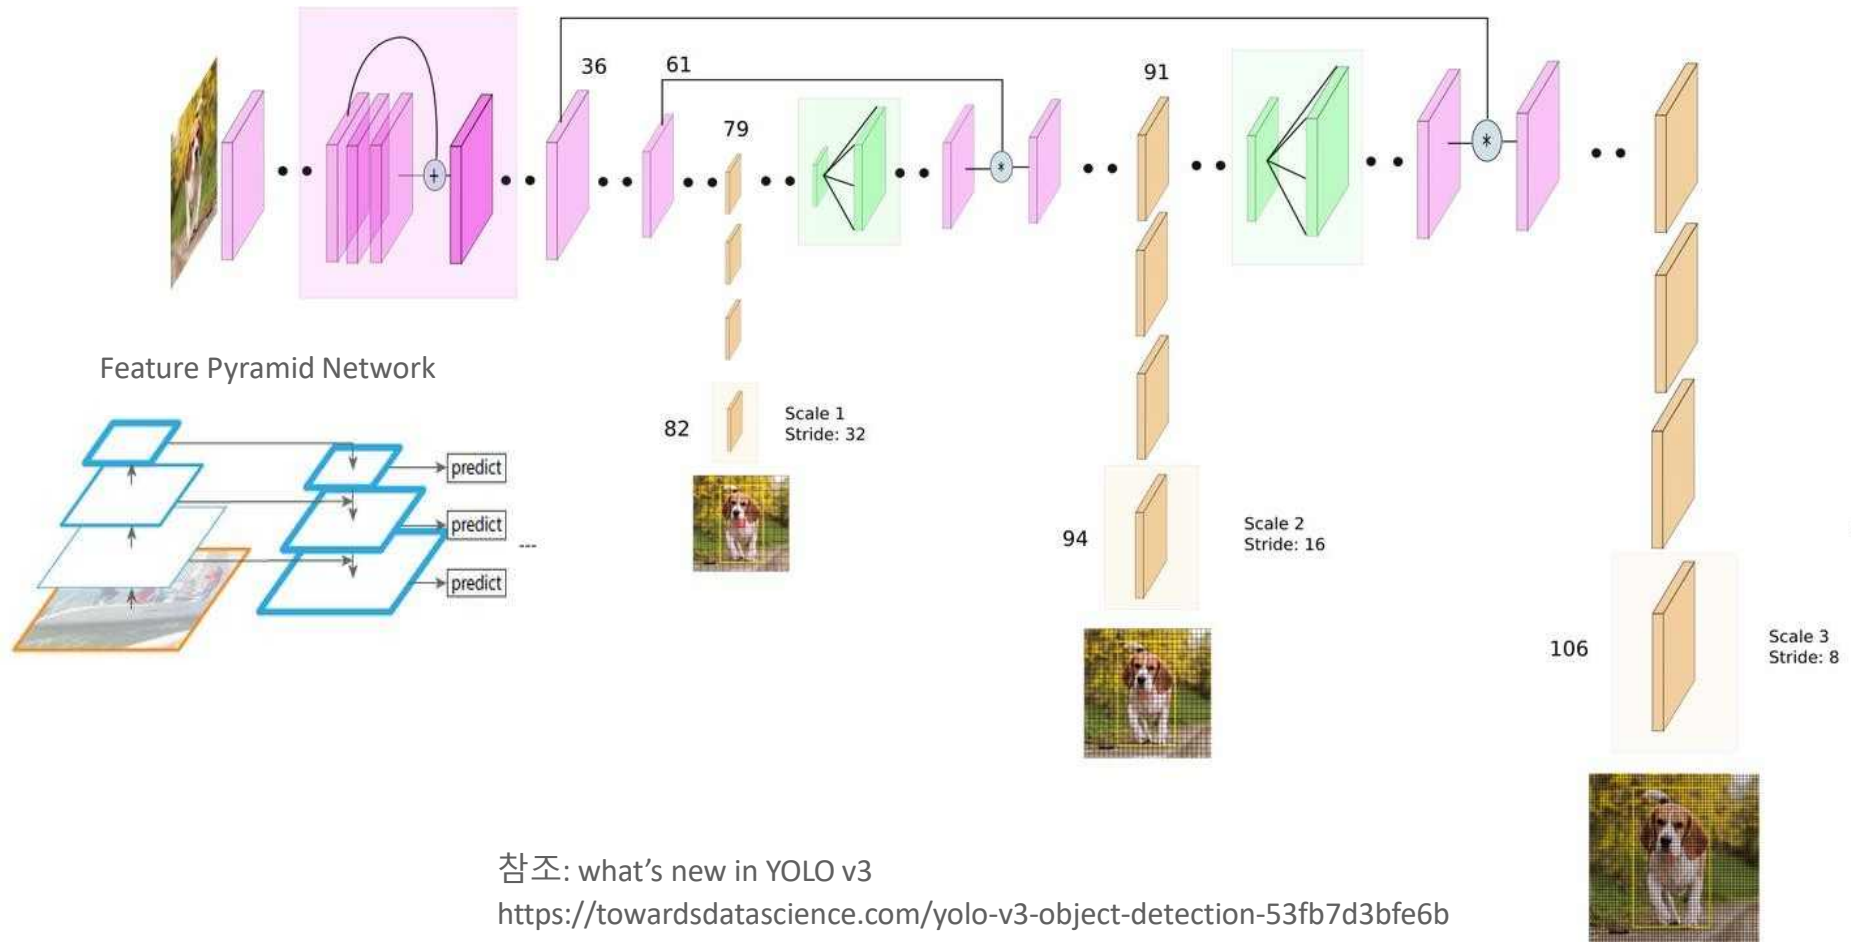 36
61
91
79
+
*
*
Feature Pyramid Network
predict
predict
predict
---
82
Scale 1
Stride: 32
94
Scale 2
Stride: 16
106
Scale 3
Stride: 8
참조: what's new in YOLO v3
https://towardsdatascience.com/yolo-v3-object-detection-53fb7d3bfe6b